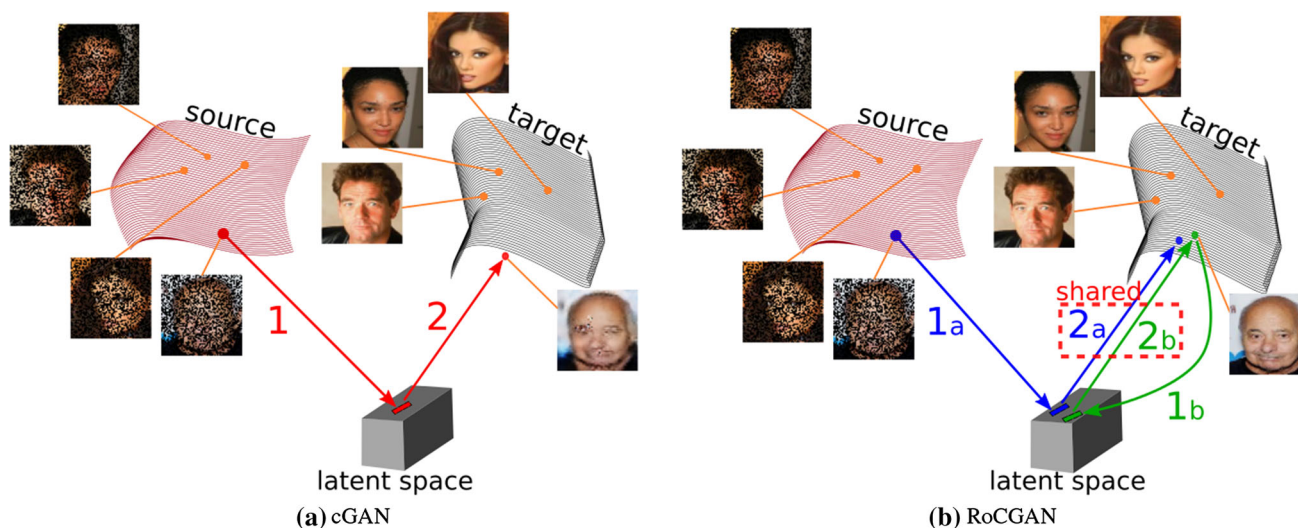 source
target
1
2
latent space
(a) cGAN
source
target
shared
1a
2a
2b
1b
latent space
(b) RoCGAN